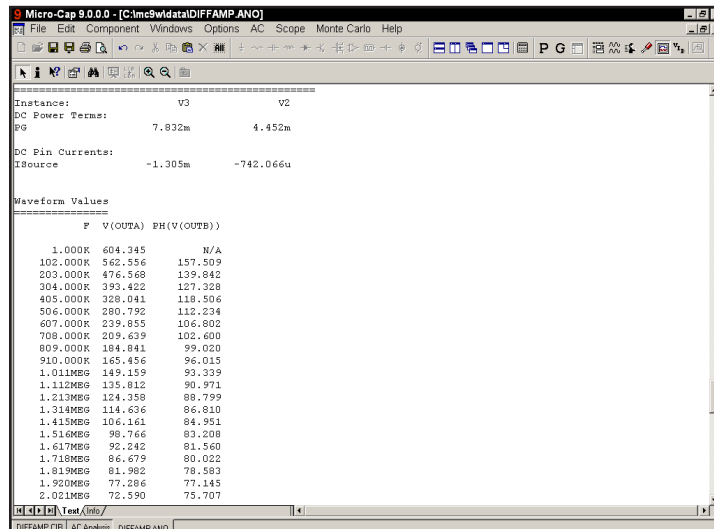 9 Micro-Cap 9.0.0.0 - [C:\mc9w\data\DIFFAMP.ANO]
File Edit Component Windows Options AC Scope Monte Carlo Help
P G
Instance: V3 V2
DC Power Terms:
PG 7.832m 4.452m
DC Pin Currents:
ISource -1.305m -742.066u
Waveform Values
===============
F V(OUTA) PH(V(OUTB))
1.000K 604.345 N/A
102.000K 562.556 157.509
203.000K 476.568 139.842
304.000K 393.422 127.328
405.000K 328.041 118.506
506.000K 280.792 112.234
607.000K 239.855 106.802
708.000K 209.639 102.600
809.000K 184.841 99.020
910.000K 165.456 96.015
1.011MEG 149.159 93.339
1.112MEG 135.812 90.971
1.213MEG 124.358 88.799
1.314MEG 114.636 86.810
1.415MEG 106.161 84.951
1.516MEG 98.766 83.208
1.617MEG 92.242 81.560
1.718MEG 86.679 80.022
1.819MEG 81.982 78.583
1.920MEG 77.286 77.145
2.021MEG 72.590 75.707
Text Info
DIFFAMP.CIR AC Analysis DIFFAMP.ANO